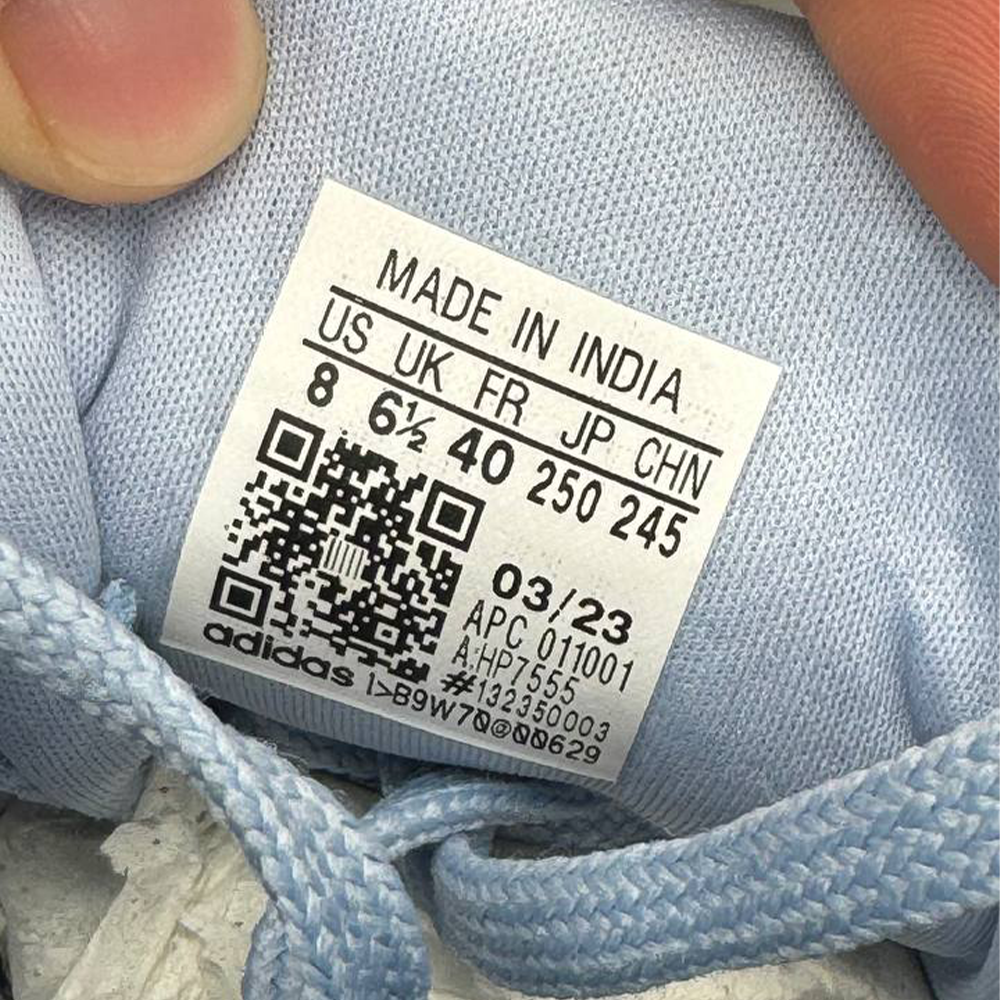 MADE IN INDIA
US UK FR JP CHN
8 6½ 40 250 245
03/23
APC 011001
A:HP7555
#132350003
adidas I>B9W70@00629